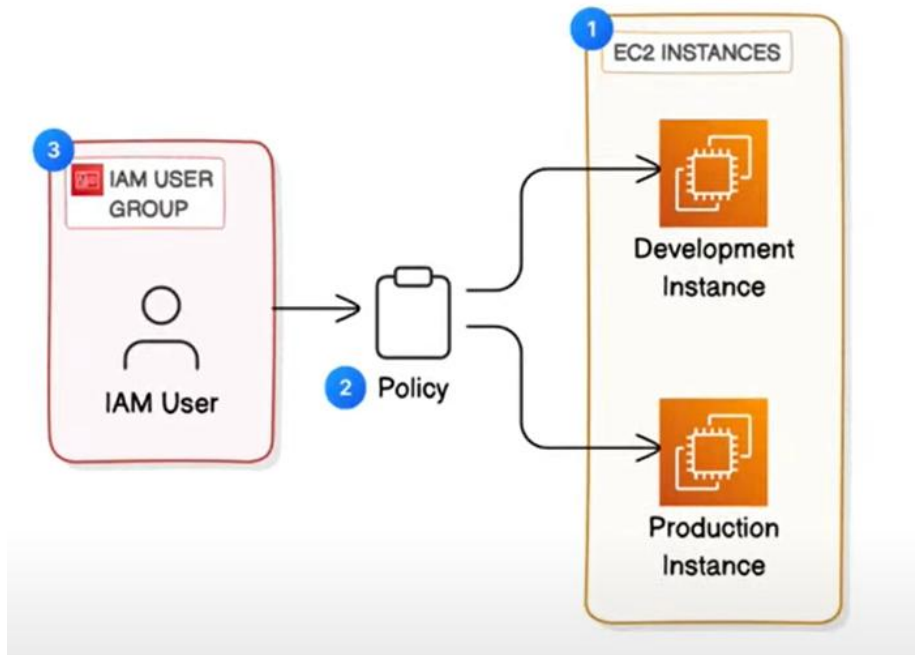 1
EC2 INSTANCES
3
IAM USER
GROUP
Development
Instance
IAM User
2
Policy
Production
Instance